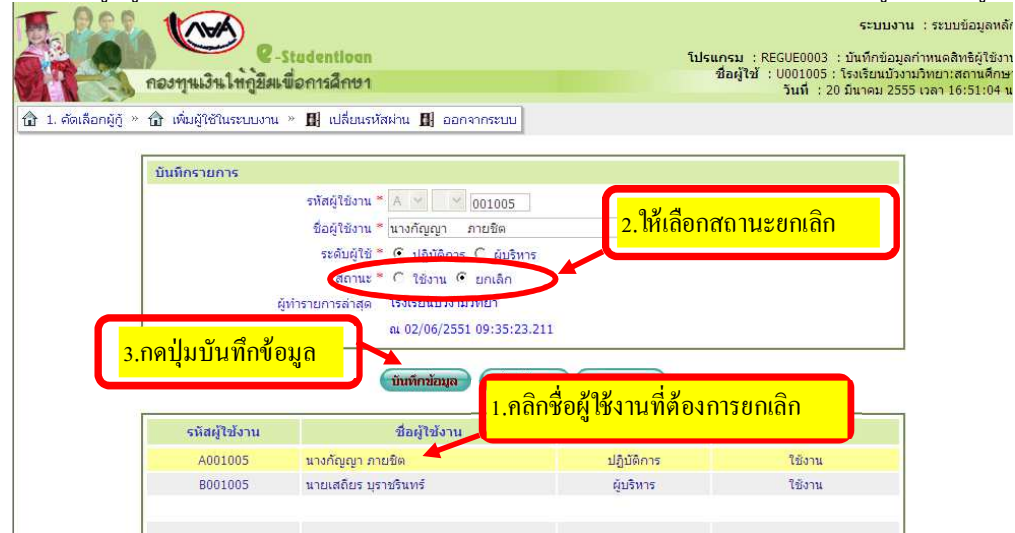 ระบบงาน : ระบบข้อมูลหลัก
กยศ
e-Studentloan
กองทุนเงินให้กู้ยืมเพื่อการศึกษา
โปรแกรม : REGUE0003 : บันทึกข้อมูลกำหนดสิทธิผู้ใช้งาน
ชื่อผู้ใช้ : U001005 : โรงเรียนบัวงามวิทยา:สถานศึกษา
วันที่ : 20 มีนาคม 2555 เวลา 16:51:04 น
1. คัดเลือกผู้กู้ » เพิ่มผู้ใช้ในระบบงาน » เปลี่ยนรหัสผ่าน ออกจากระบบ
บันทึกรายการ
รหัสผู้ใช้งาน * A 001005
ชื่อผู้ใช้งาน * นางกัญญา ภายชิต
2.ให้เลือกสถานะยกเลิก
ระดับผู้ใช้ * ปฏิบัติการ ผู้บริหาร
สถานะ * ใช้งาน ยกเลิก
ผู้ทำรายการล่าสุด โรงเรียนบัวงามวิทยา
ณ 02/06/2551 09:35:23.211
3.กดปุ่มบันทึกข้อมูล
บันทึกข้อมูล
1.คลิกชื่อผู้ใช้งานที่ต้องการยกเลิก
รหัสผู้ใช้งาน ชื่อผู้ใช้งาน
A001005 นางกัญญา ภายชิต ปฏิบัติการ ใช้งาน
B001005 นายเสถียร บุราชรินทร์ ผู้บริหาร ใช้งาน